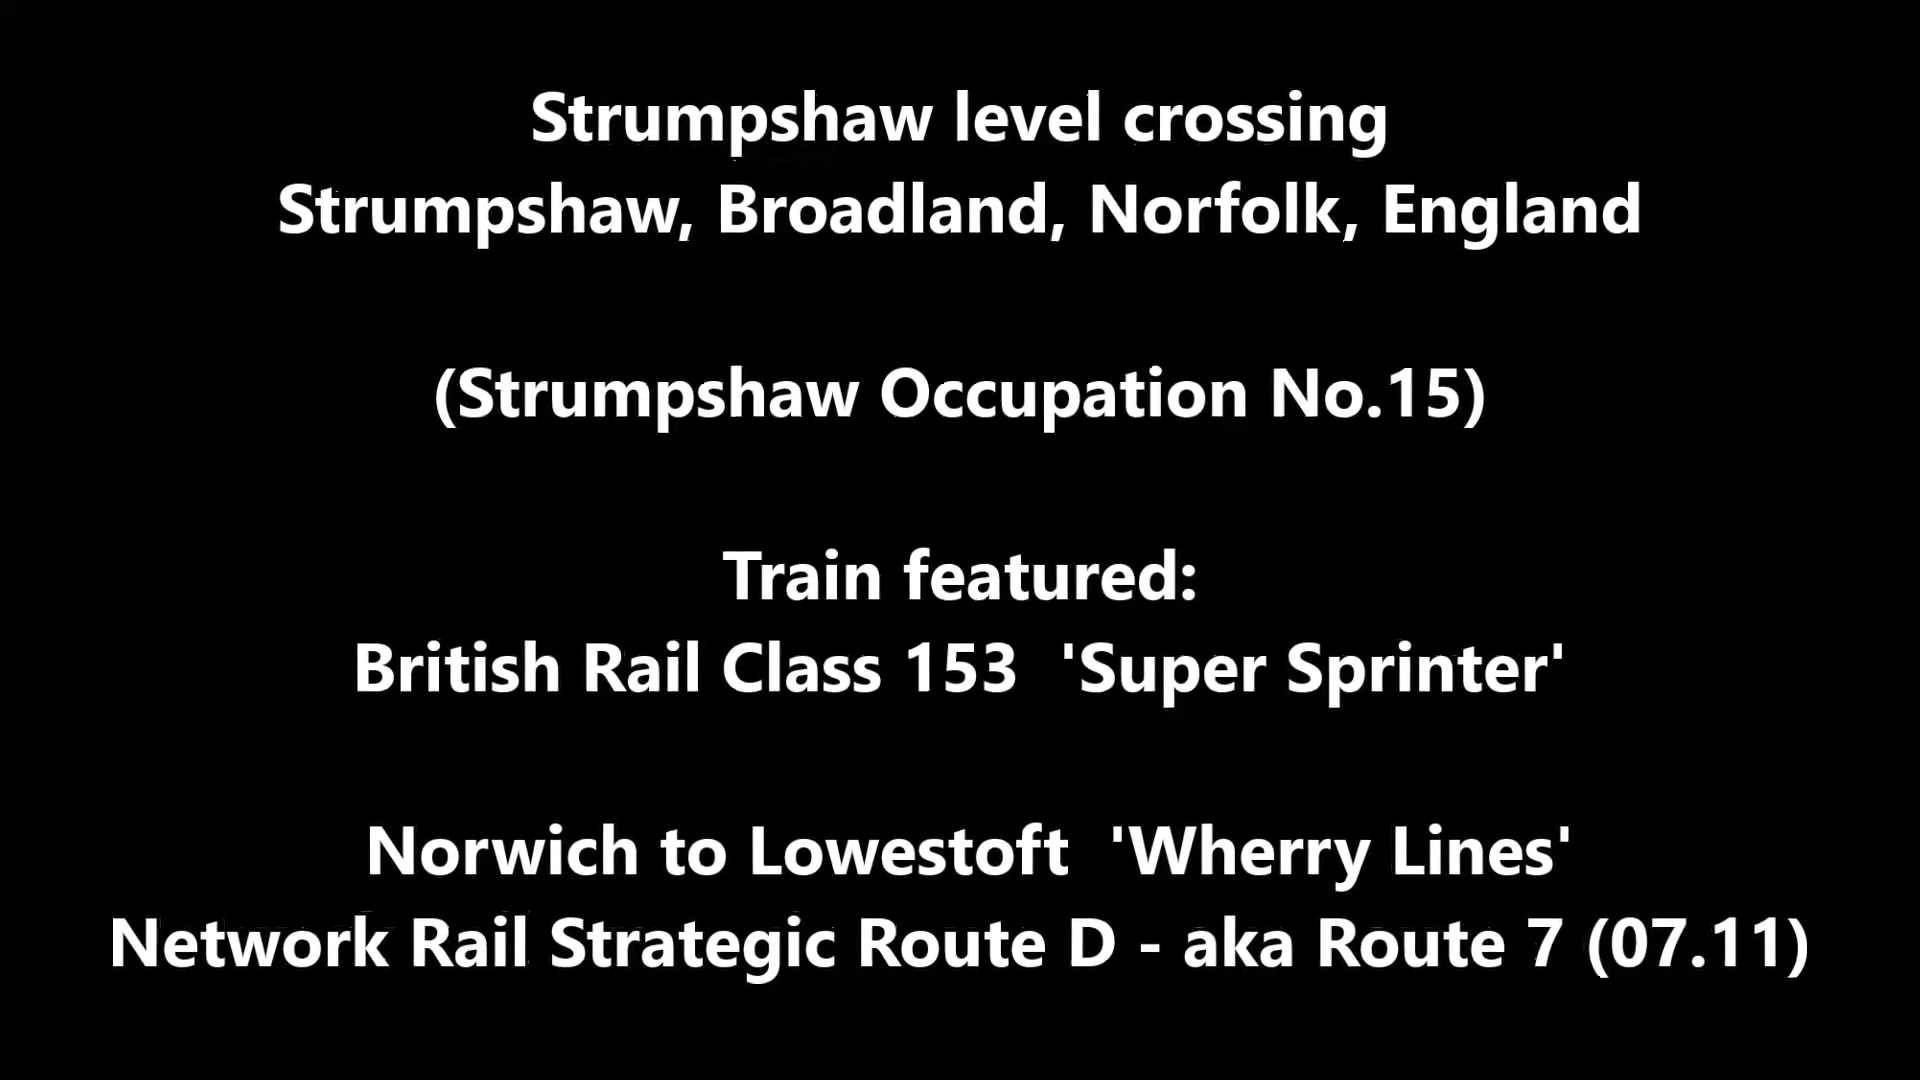 Strumpshaw level crossing
Strumpshaw, Broadland, Norfolk, England
(Strumpshaw Occupation No.15)
Train featured:
British Rail Class 153  'Super Sprinter'
Norwich to Lowestoft  'Wherry Lines'
Network Rail Strategic Route D - aka Route 7 (07.11)